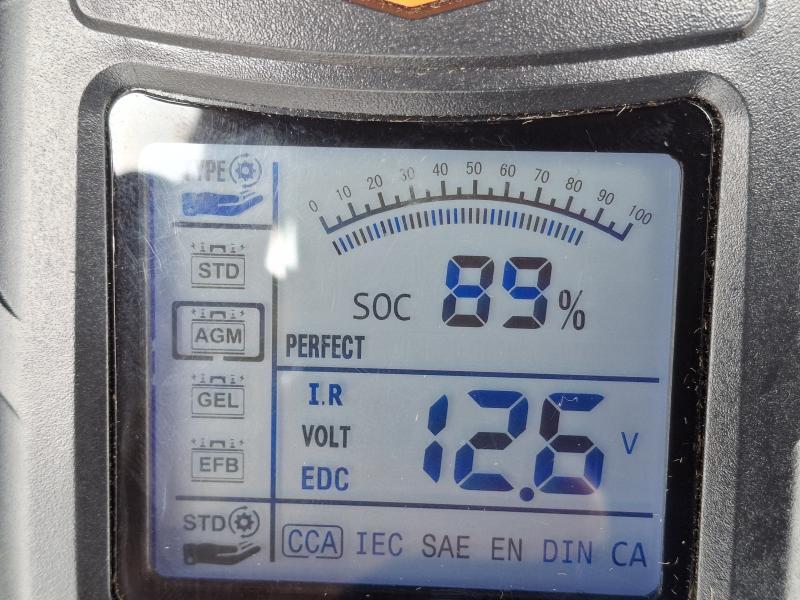 TYPE
0 10 20 30 40 50 60 70 80 90 100
STD
SOC 89%
AGM
PERFECT
GEL
I.R
VOLT 12.6 V
EFB
EDC
STD
CCA IEC SAE EN DIN CA